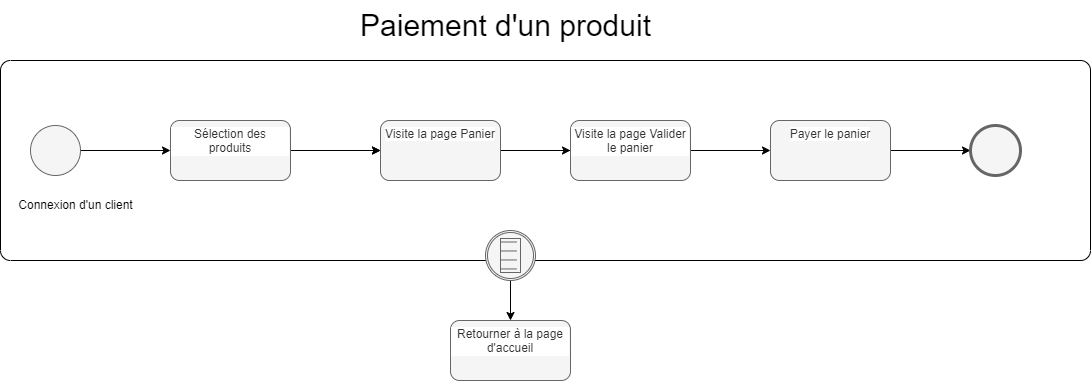 Paiement d'un produit
Sélection des
produits
Visite la page Panier
Visite la page Valider
le panier
Payer le panier
Connexion d'un client
Retourner à la page
d'accueil